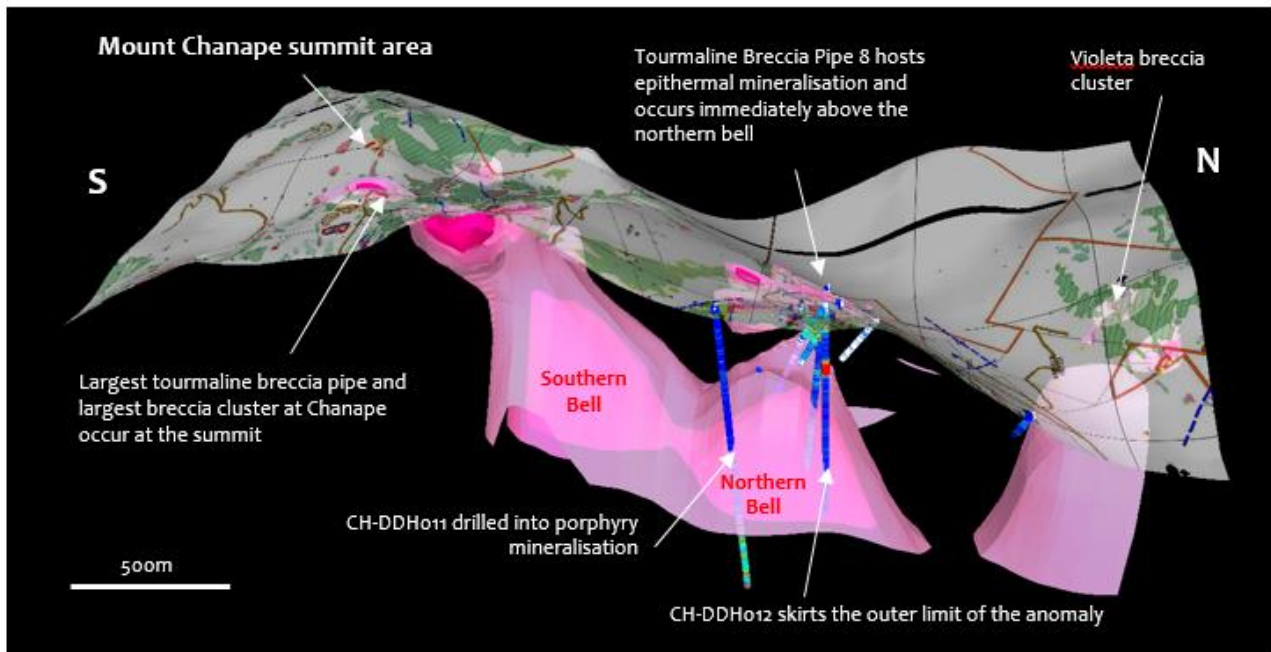 Mount Chanape summit area
Tourmaline Breccia Pipe 8 hosts
epithermal mineralisation and
occurs immediately above the
northern bell
Violeta breccia
cluster
S
N
Largest tourmaline breccia pipe and
largest breccia cluster at Chanape
occur at the summit
Southern
Bell
Northern
Bell
CH-DDH011 drilled into porphyry
mineralisation
500m
CH-DDH012 skirts the outer limit of the anomaly